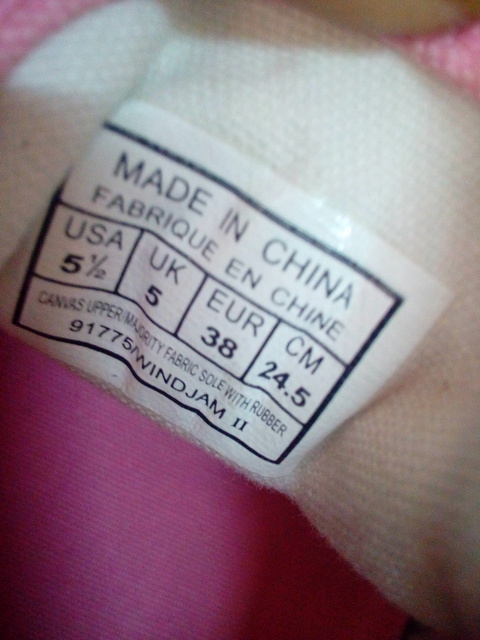 MADE IN CHINA
FABRIQUE EN CHINE
USA UK EUR CM
5½ 5 38 24.5
CANVAS UPPER/MAJORITY FABRIC SOLE WITH RUBBER
91775/WINDJAM II